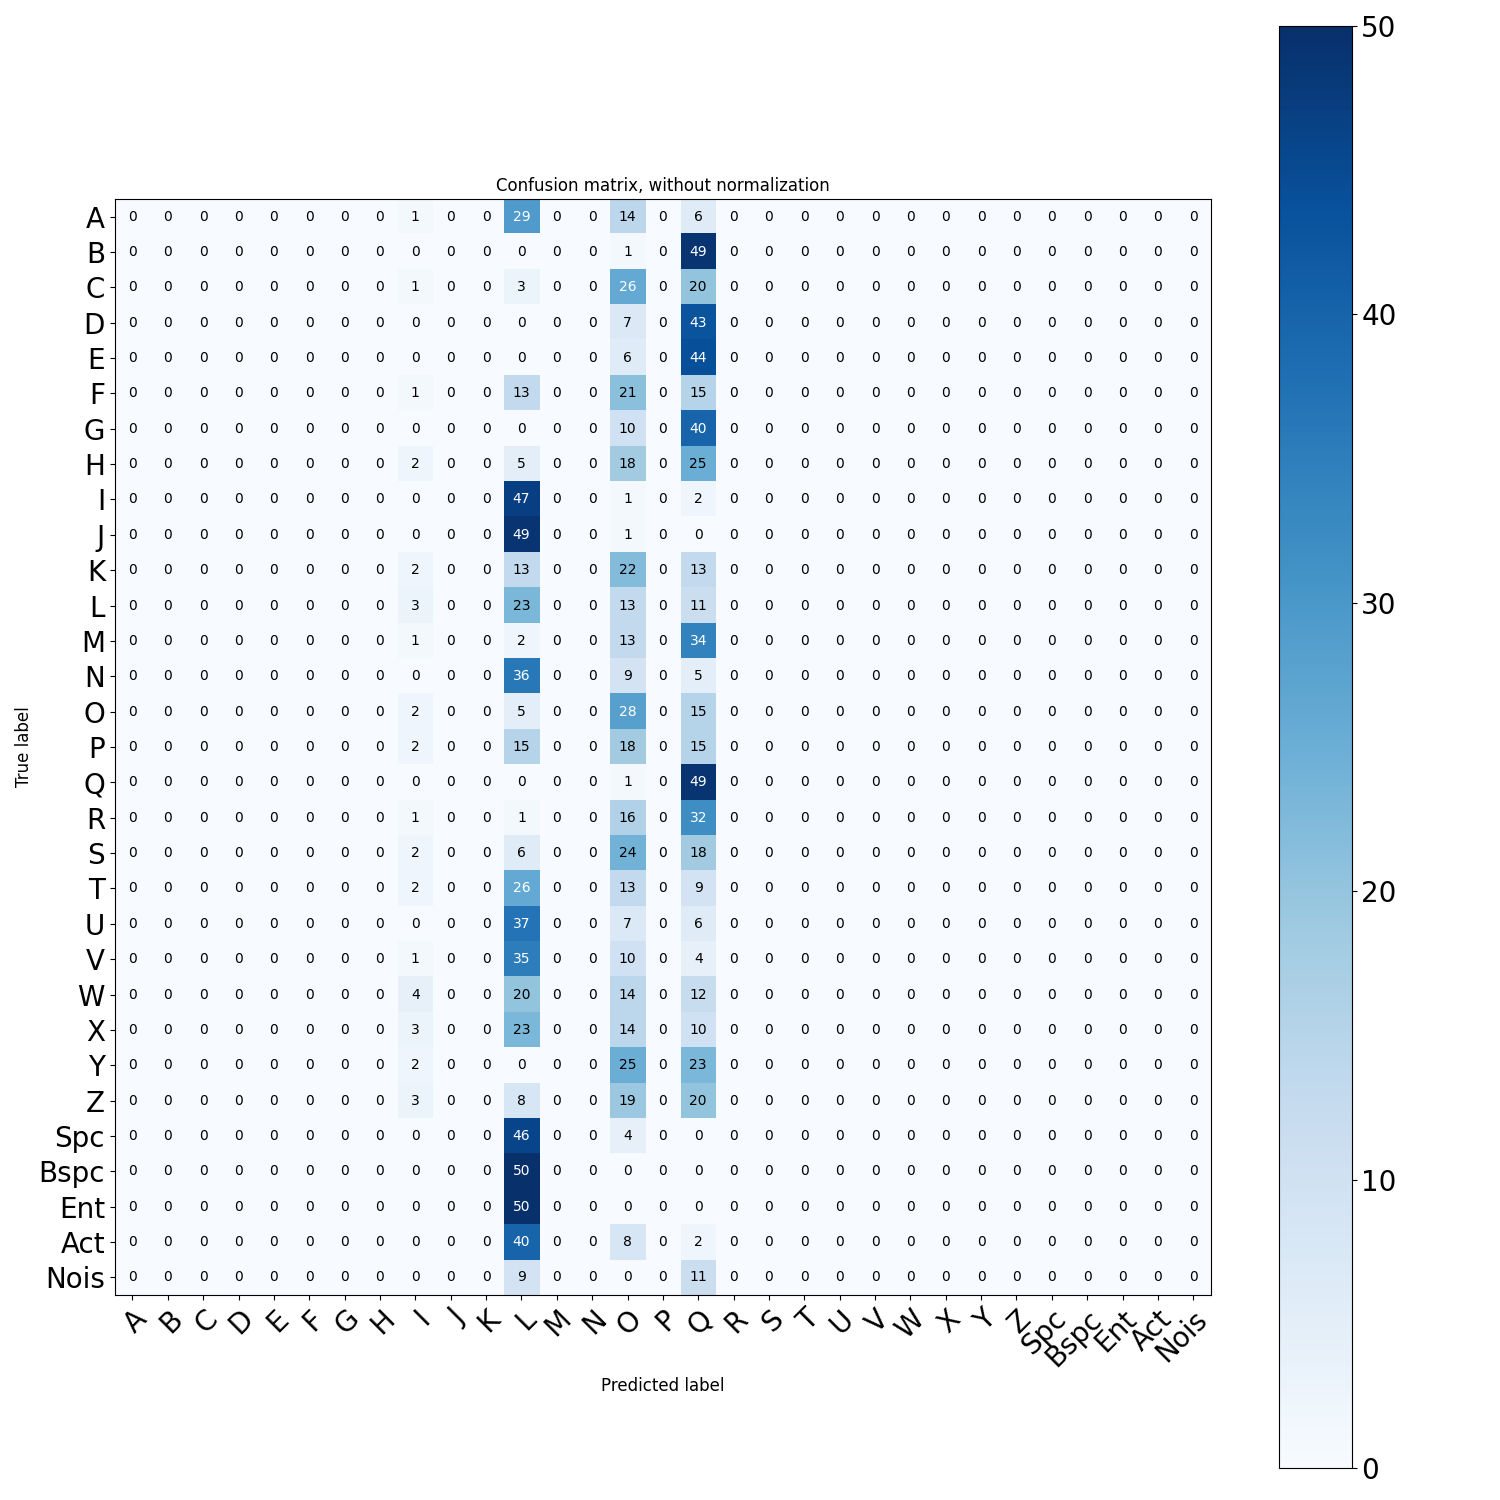 Confusion matrix, without normalization
A 0 0 0 0 0 0 0 0 1 0 0 29 0 0 14 0 6 0 0 0 0 0 0 0 0 0 0 0 0 0 0
B 0 0 0 0 0 0 0 0 0 0 0 0 0 0 1 0 49 0 0 0 0 0 0 0 0 0 0 0 0 0 0
C 0 0 0 0 0 0 0 0 1 0 0 3 0 0 26 0 20 0 0 0 0 0 0 0 0 0 0 0 0 0 0
D 0 0 0 0 0 0 0 0 0 0 0 0 0 0 7 0 43 0 0 0 0 0 0 0 0 0 0 0 0 0 0
E 0 0 0 0 0 0 0 0 0 0 0 0 0 0 6 0 44 0 0 0 0 0 0 0 0 0 0 0 0 0 0
F 0 0 0 0 0 0 0 0 1 0 0 13 0 0 21 0 15 0 0 0 0 0 0 0 0 0 0 0 0 0 0
G 0 0 0 0 0 0 0 0 0 0 0 0 0 0 10 0 40 0 0 0 0 0 0 0 0 0 0 0 0 0 0
H 0 0 0 0 0 0 0 0 2 0 0 5 0 0 18 0 25 0 0 0 0 0 0 0 0 0 0 0 0 0 0
I 0 0 0 0 0 0 0 0 0 0 0 47 0 0 1 0 2 0 0 0 0 0 0 0 0 0 0 0 0 0 0
J 0 0 0 0 0 0 0 0 0 0 0 49 0 0 1 0 0 0 0 0 0 0 0 0 0 0 0 0 0 0 0
K 0 0 0 0 0 0 0 0 2 0 0 13 0 0 22 0 13 0 0 0 0 0 0 0 0 0 0 0 0 0 0
L 0 0 0 0 0 0 0 0 3 0 0 23 0 0 13 0 11 0 0 0 0 0 0 0 0 0 0 0 0 0 0
M 0 0 0 0 0 0 0 0 1 0 0 2 0 0 13 0 34 0 0 0 0 0 0 0 0 0 0 0 0 0 0
N 0 0 0 0 0 0 0 0 0 0 0 36 0 0 9 0 5 0 0 0 0 0 0 0 0 0 0 0 0 0 0
O 0 0 0 0 0 0 0 0 2 0 0 5 0 0 28 0 15 0 0 0 0 0 0 0 0 0 0 0 0 0 0
P 0 0 0 0 0 0 0 0 2 0 0 15 0 0 18 0 15 0 0 0 0 0 0 0 0 0 0 0 0 0 0
Q 0 0 0 0 0 0 0 0 0 0 0 0 0 0 1 0 49 0 0 0 0 0 0 0 0 0 0 0 0 0 0
R 0 0 0 0 0 0 0 0 1 0 0 1 0 0 16 0 32 0 0 0 0 0 0 0 0 0 0 0 0 0 0
S 0 0 0 0 0 0 0 0 2 0 0 6 0 0 24 0 18 0 0 0 0 0 0 0 0 0 0 0 0 0 0
T 0 0 0 0 0 0 0 0 2 0 0 26 0 0 13 0 9 0 0 0 0 0 0 0 0 0 0 0 0 0 0
U 0 0 0 0 0 0 0 0 0 0 0 37 0 0 7 0 6 0 0 0 0 0 0 0 0 0 0 0 0 0 0
V 0 0 0 0 0 0 0 0 1 0 0 35 0 0 10 0 4 0 0 0 0 0 0 0 0 0 0 0 0 0 0
W 0 0 0 0 0 0 0 0 4 0 0 20 0 0 14 0 12 0 0 0 0 0 0 0 0 0 0 0 0 0 0
X 0 0 0 0 0 0 0 0 3 0 0 23 0 0 14 0 10 0 0 0 0 0 0 0 0 0 0 0 0 0 0
Y 0 0 0 0 0 0 0 0 2 0 0 0 0 0 25 0 23 0 0 0 0 0 0 0 0 0 0 0 0 0 0
Z 0 0 0 0 0 0 0 0 3 0 0 8 0 0 19 0 20 0 0 0 0 0 0 0 0 0 0 0 0 0 0
Spc 0 0 0 0 0 0 0 0 0 0 0 46 0 0 4 0 0 0 0 0 0 0 0 0 0 0 0 0 0 0 0
Bspc 0 0 0 0 0 0 0 0 0 0 0 50 0 0 0 0 0 0 0 0 0 0 0 0 0 0 0 0 0 0 0
Ent 0 0 0 0 0 0 0 0 0 0 0 50 0 0 0 0 0 0 0 0 0 0 0 0 0 0 0 0 0 0 0
Act 0 0 0 0 0 0 0 0 0 0 0 40 0 0 8 0 2 0 0 0 0 0 0 0 0 0 0 0 0 0 0
Nois 0 0 0 0 0 0 0 0 0 0 0 9 0 0 0 0 11 0 0 0 0 0 0 0 0 0 0 0 0 0 0
A B C D E F G H I J K L M N O P Q R S T U V W X Y Z Spc Bspc Ent Act Nois
Predicted label
True label
50
40
30
20
10
0